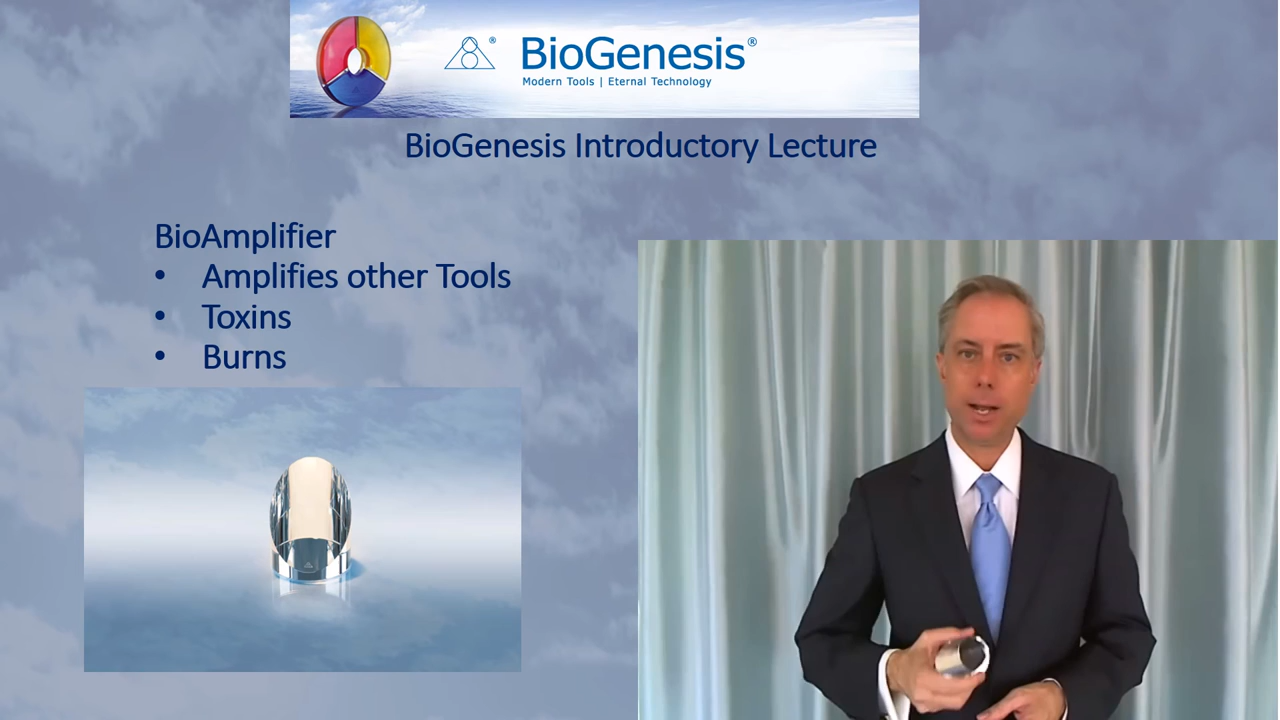 BioGenesis®
®
Modern Tools | Eternal Technology
BioGenesis Introductory Lecture
BioAmplifier
• Amplifies other Tools
• Toxins
• Burns